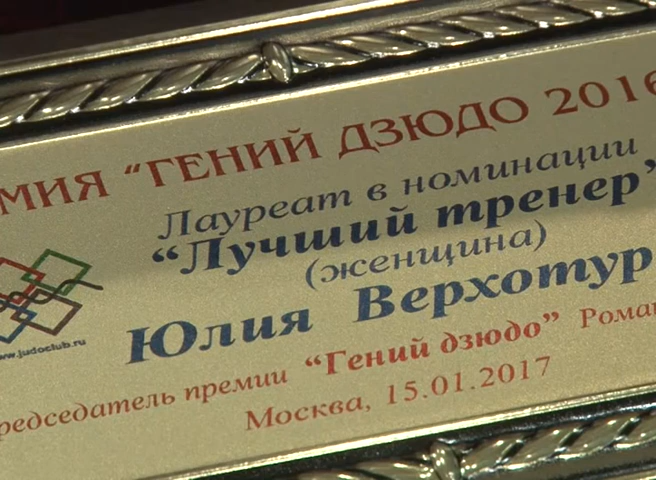 МИЯ “ГЕНИЙ ДЗЮДО 2016
Лауреат в номинации
“Лучший тренер”
(женщина)
Юлия Верхотур
www.judoclub.ru
редседатель премии “Гений дзюдо” Рома
Москва, 15.01.2017